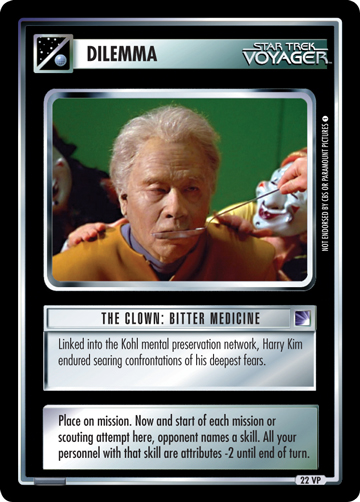 DILEMMA
STAR TREK
VOYAGER™
NOT ENDORSED BY CBS OR PARAMOUNT PICTURES
THE CLOWN: BITTER MEDICINE
Linked into the Kohl mental preservation network, Harry Kim
endured searing confrontations of his deepest fears.
Place on mission. Now and start of each mission or
scouting attempt here, opponent names a skill. All your
personnel with that skill are attributes -2 until end of turn.
22 VP